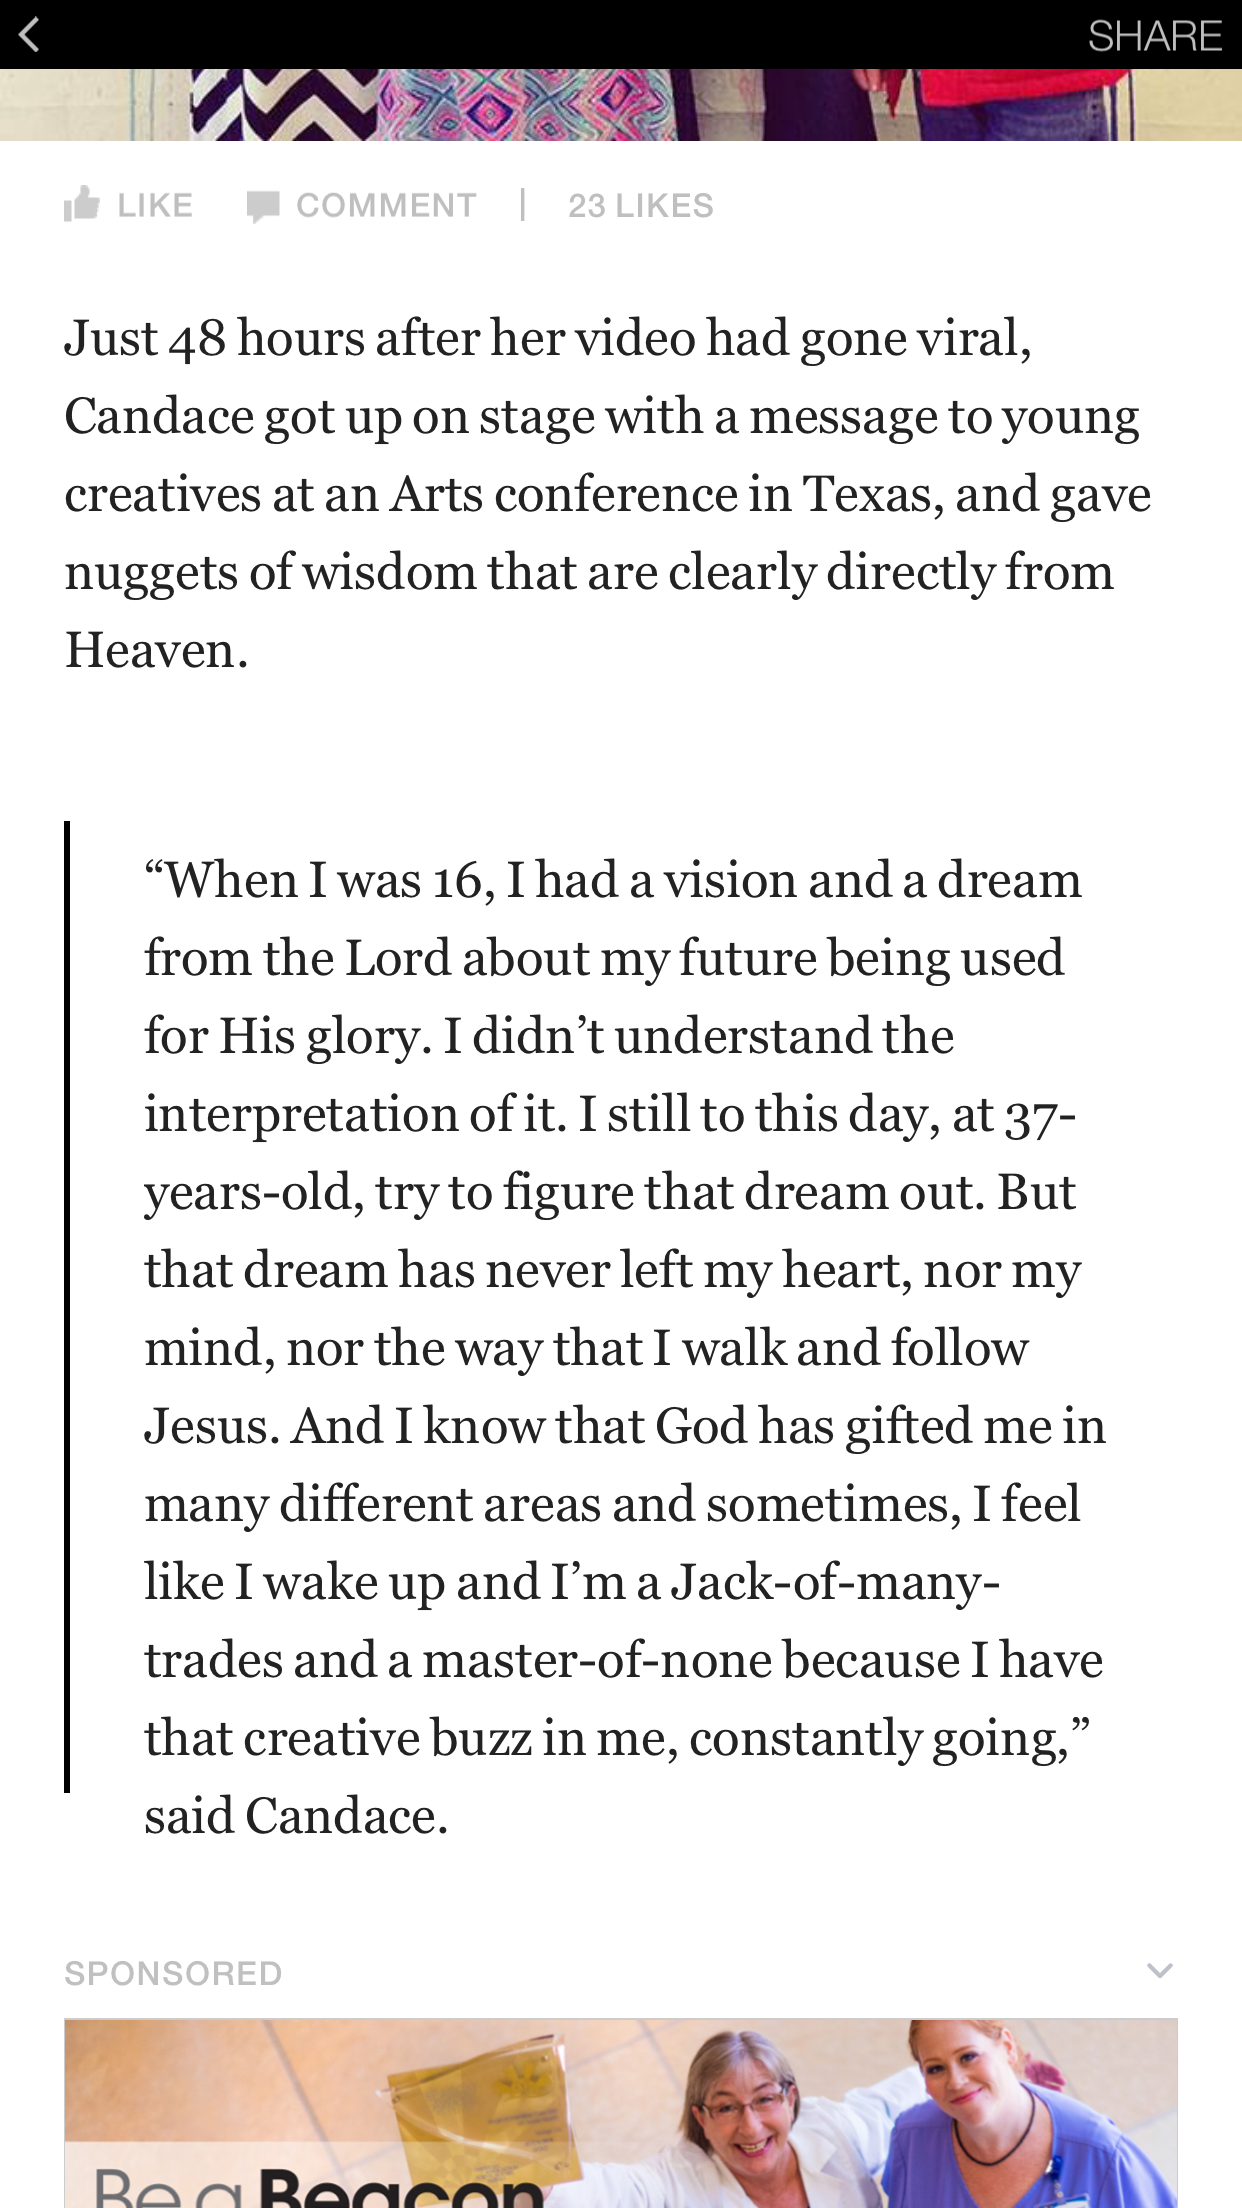 SHARE
LIKE COMMENT | 23 LIKES
Just 48 hours after her video had gone viral,
Candace got up on stage with a message to young
creatives at an Arts conference in Texas, and gave
nuggets of wisdom that are clearly directly from
Heaven.
“When I was 16, I had a vision and a dream
from the Lord about my future being used
for His glory. I didn’t understand the
interpretation of it. I still to this day, at 37-
years-old, try to figure that dream out. But
that dream has never left my heart, nor my
mind, nor the way that I walk and follow
Jesus. And I know that God has gifted me in
many different areas and sometimes, I feel
like I wake up and I’m a Jack-of-many-
trades and a master-of-none because I have
that creative buzz in me, constantly going,”
said Candace.
SPONSORED
Be a Beacon